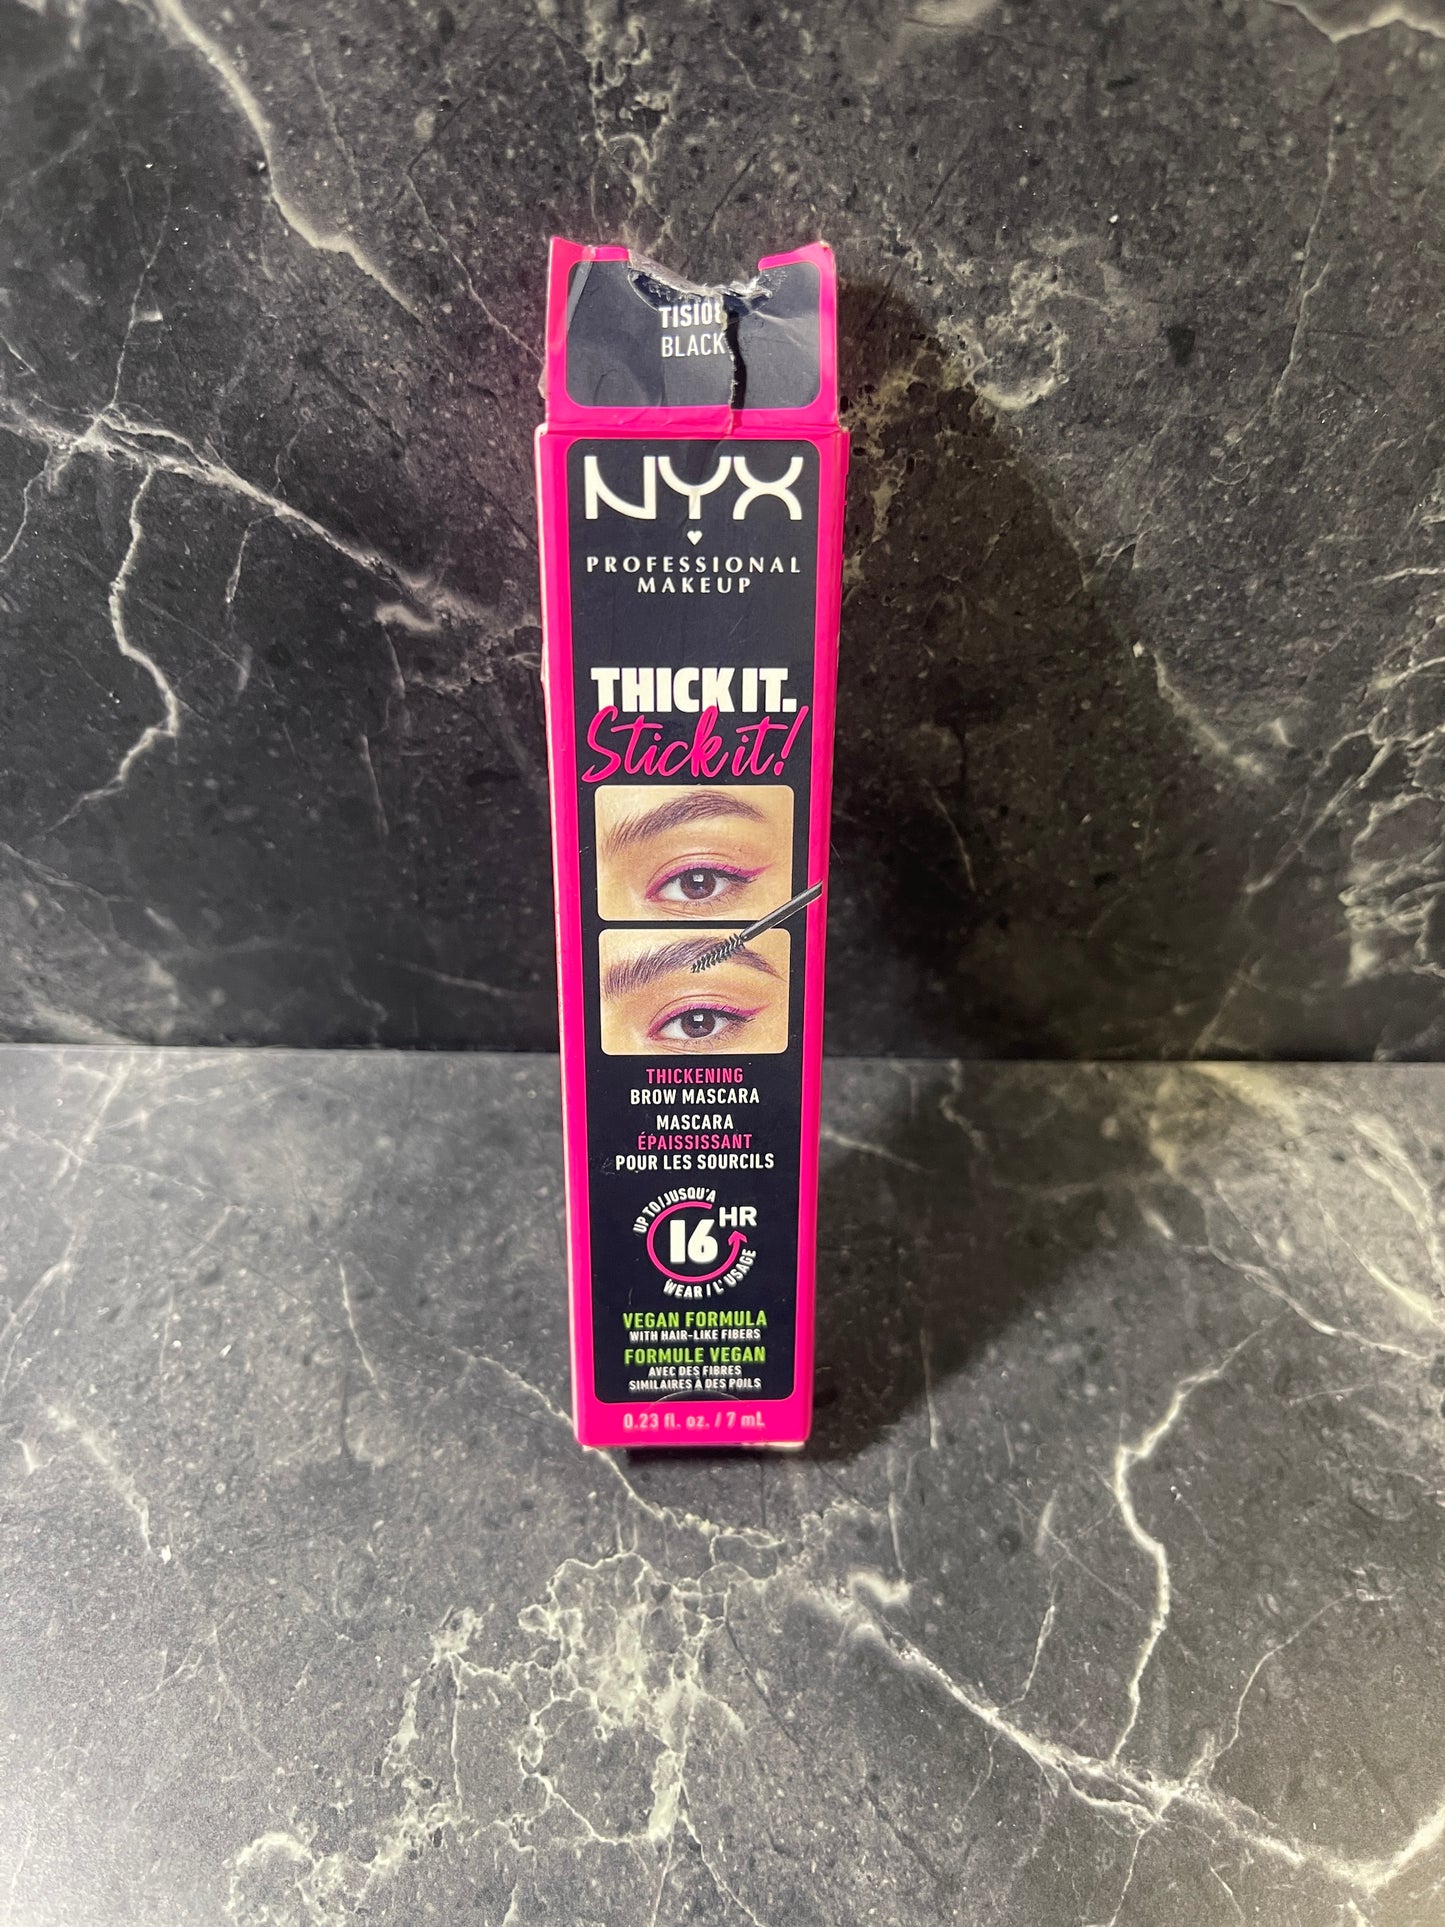 TISI08
BLACK
NYX
PROFESSIONAL
MAKEUP
THICK IT.
Stick it!
THICKENING
BROW MASCARA
MASCARA
ÉPAISSISSANT
POUR LES SOURCILS
UP TO/JUSQU'A
16 HR
WEAR / L'USAGE
VEGAN FORMULA
WITH HAIR-LIKE FIBERS
FORMULE VEGAN
AVEC DES FIBRES
SIMILAIRES À DES POILS
0.23 fl. oz. / 7 mL